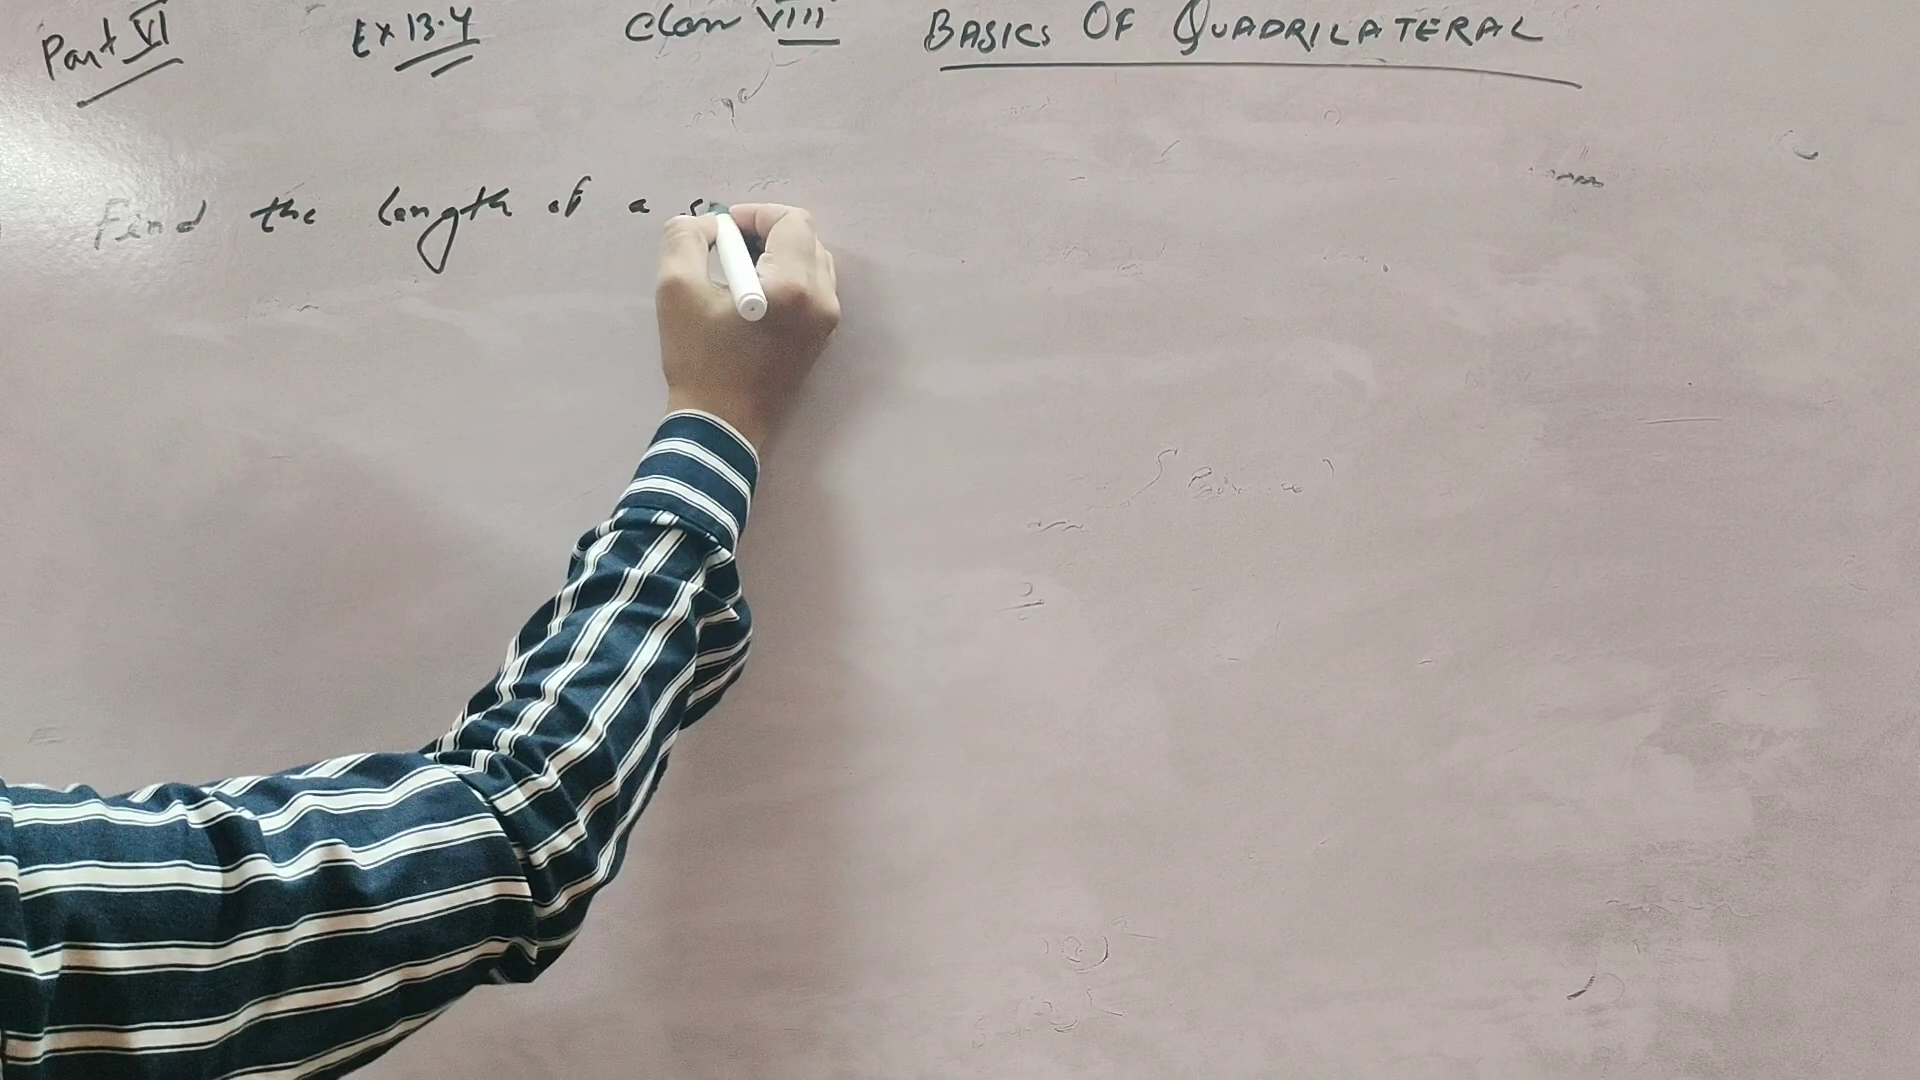 Part VI Ex 13.4 Class VIII BASICS OF QUADRILATERAL
Find the length of a s